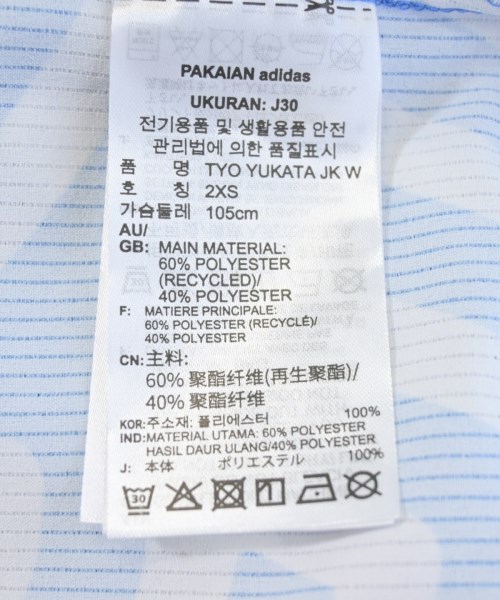 PAKAIAN adidas
UKURAN: J30
전기용품 및 생활용품 안전
관리법에 의한 품질표시
품 명 TYO YUKATA JK W
호 칭 2XS
가슴둘레 105cm
AU/
GB: MAIN MATERIAL:
60% POLYESTER
(RECYCLED)/
40% POLYESTER
F: MATIERE PRINCIPALE:
60% POLYESTER (RECYCLÉ)/
40% POLYESTER
CN: 主料:
60% 聚酯纤维(再生聚酯)/
40% 聚酯纤维
KOR: 주소재: 폴리에스터 100%
IND: MATERIAL UTAMA: 60% POLYESTER
HASIL DAUR ULANG/40% POLYESTER
J: 本体 ポリエステル 100%
30